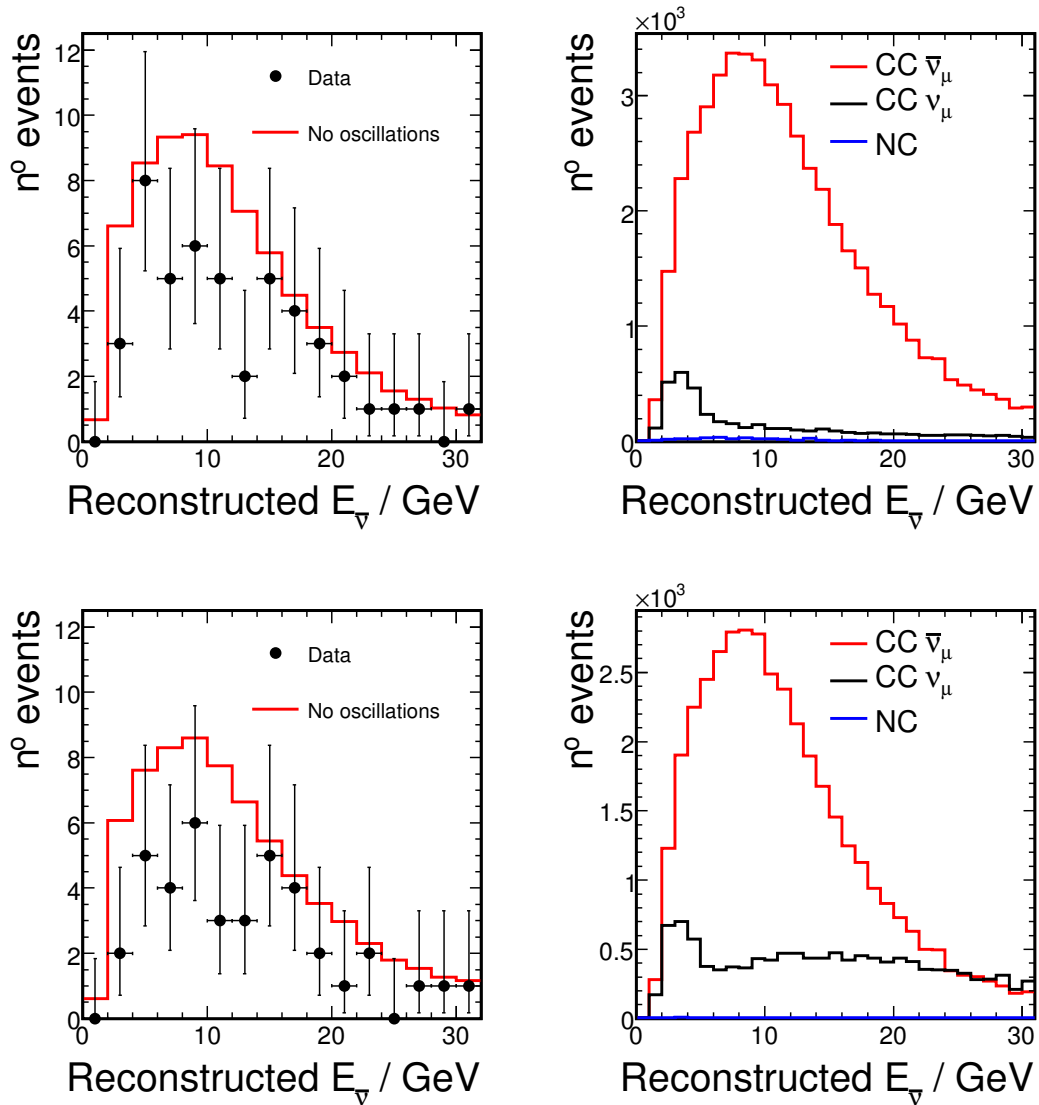 12
10
8
6
4
2
0
nº events
Data
No oscillations
0 10 20 30
Reconstructed E_ν̅ / GeV
×10³
3
2
1
0
nº events
CC ν̅_μ
CC ν_μ
NC
0 10 20 30
Reconstructed E_ν̅ / GeV
12
10
8
6
4
2
0
nº events
Data
No oscillations
0 10 20 30
Reconstructed E_ν̅ / GeV
×10³
2.5
2
1.5
1
0.5
0
nº events
CC ν̅_μ
CC ν_μ
NC
0 10 20 30
Reconstructed E_ν̅ / GeV